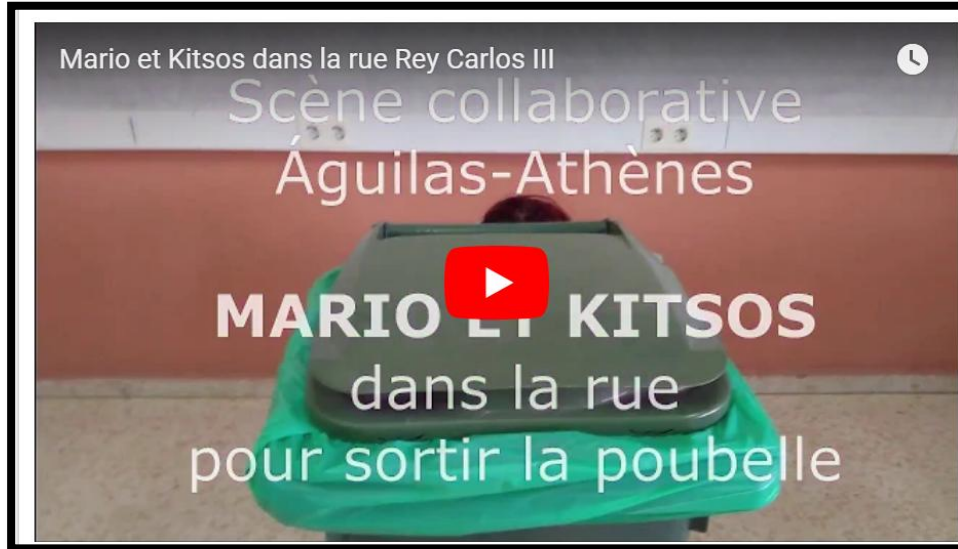 Mario et Kitsos dans la rue Rey Carlos III
Scène collaborative
Águilas-Athènes
MARIO ET KITSOS
dans la rue
pour sortir la poubelle